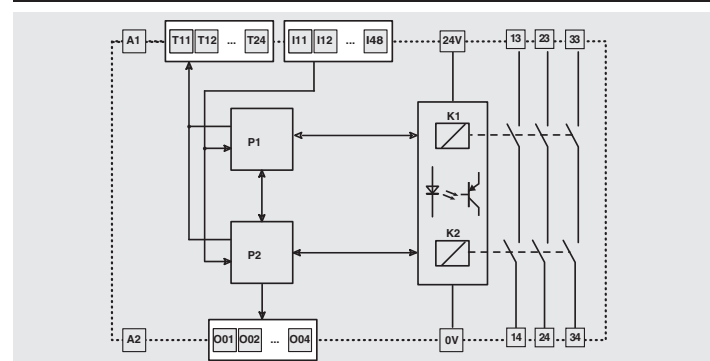 A1 T11 T12 ... T24 I11 I12 ... I48 24V 13 23 33
K1
P1
K2
P2
A2 O01 O02 ... O04 0V 14 24 34